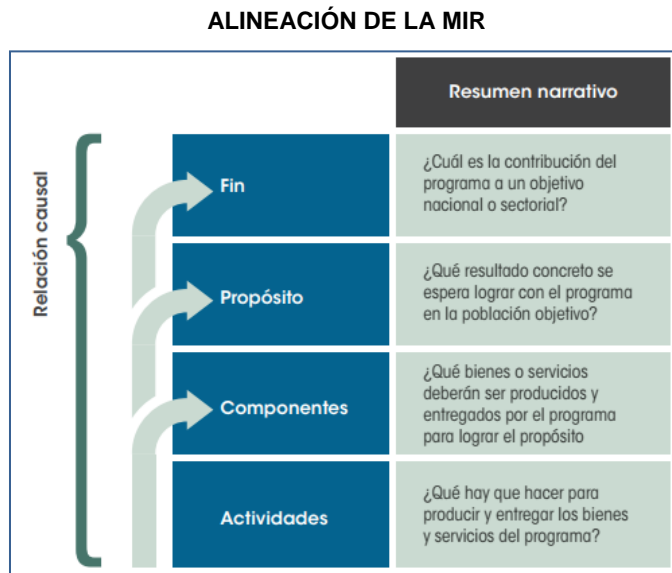 ALINEACIÓN DE LA MIR
Resumen narrativo
Relación causal
Fin
¿Cuál es la contribución del
programa a un objetivo
nacional o sectorial?
Propósito
¿Qué resultado concreto se
espera lograr con el programa
en la población objetivo?
Componentes
¿Qué bienes o servicios
deberán ser producidos y
entregados por el programa
para lograr el propósito
Actividades
¿Qué hay que hacer para
producir y entregar los bienes
y servicios del programa?